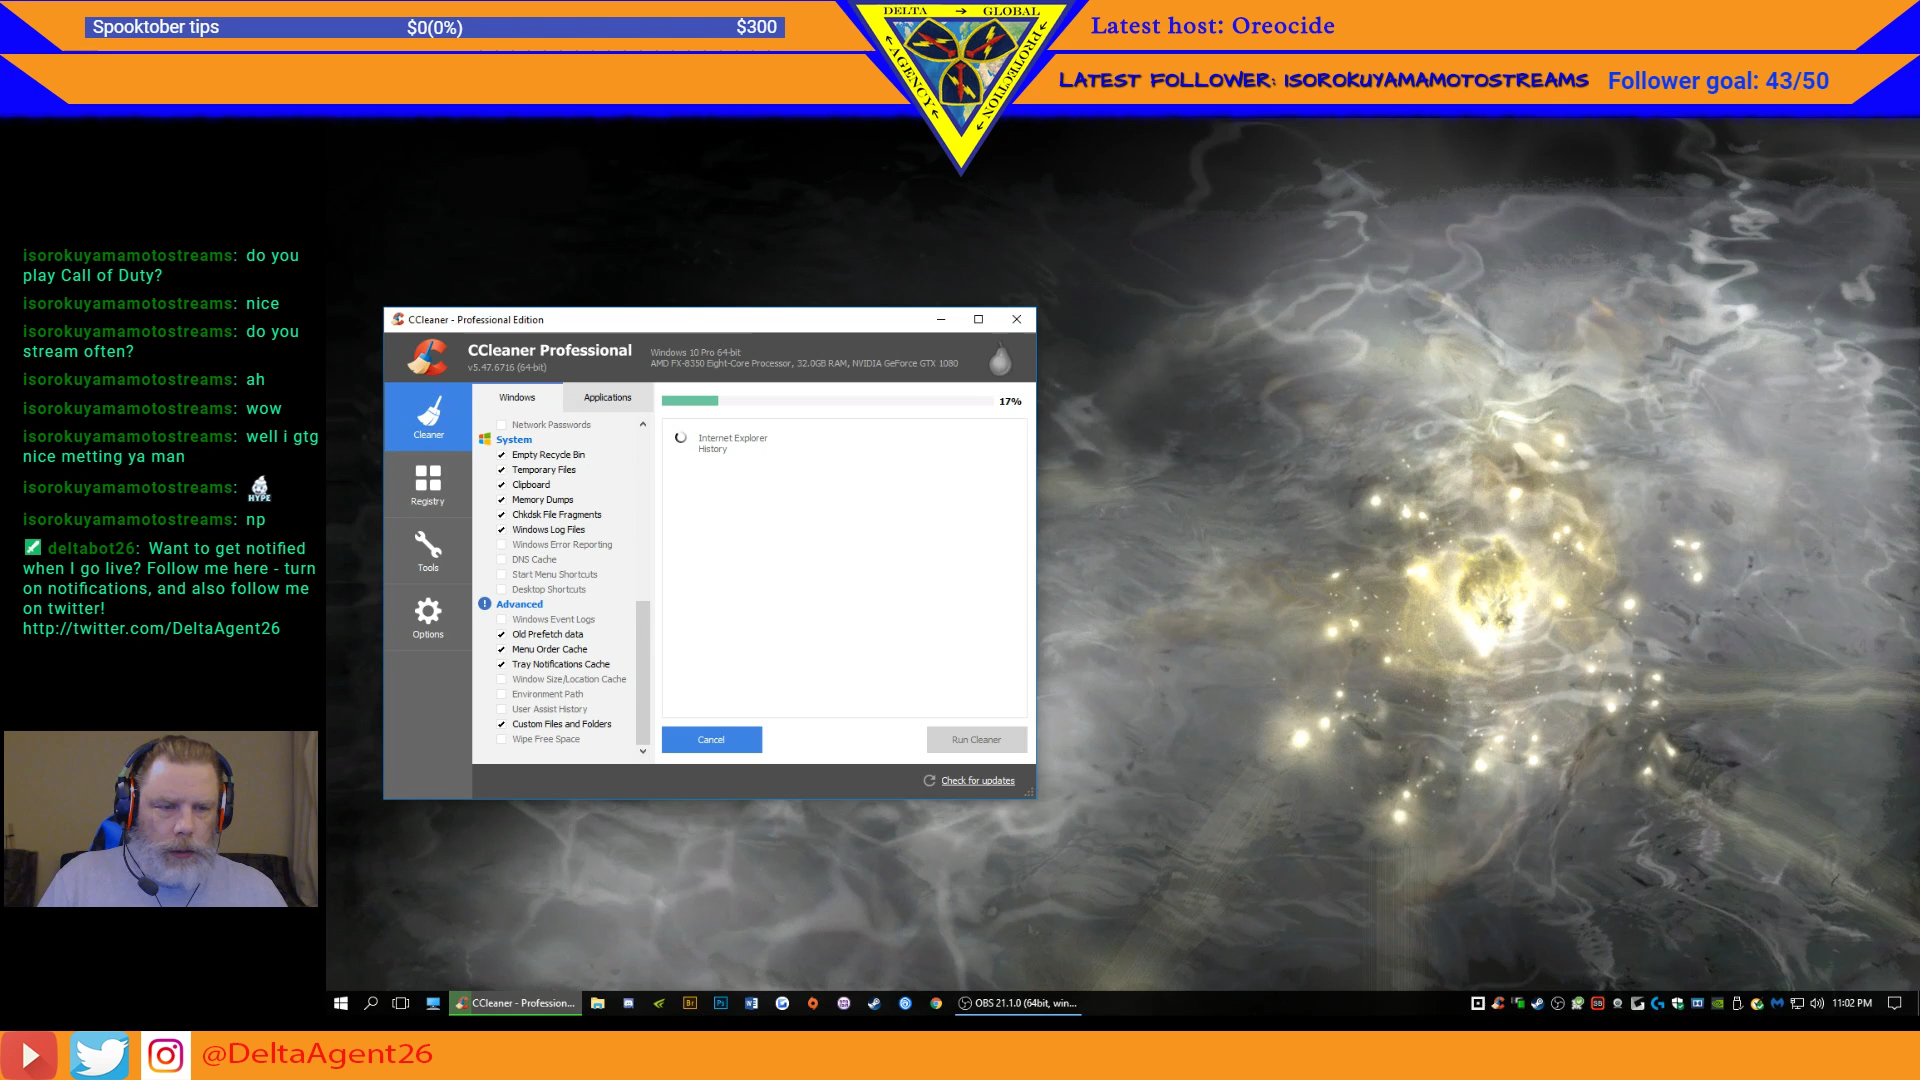 Spooktober tips $0(0%) $300
DELTA → GLOBAL
PROTECTION
AGENCY
Latest host: Oreocide
LATEST FOLLOWER: ISOROKUYAMAMOTOSTREAMS
Follower goal: 43/50
isorokuyamamotostreams: do you
play Call of Duty?
isorokuyamamotostreams: nice
isorokuyamamotostreams: do you
stream often?
isorokuyamamotostreams: ah
isorokuyamamotostreams: wow
isorokuyamamotostreams: well i gtg
nice metting ya man
isorokuyamamotostreams: HYPE
isorokuyamamotostreams: np
deltabot26: Want to get notified
when I go live? Follow me here - turn
on notifications, and also follow me
on twitter!
http://twitter.com/DeltaAgent26
CCleaner - Professional Edition
CCleaner Professional
v5.47.6716 (64-bit)
Windows 10 Pro 64-bit
AMD FX-8350 Eight-Core Processor, 32.0GB RAM, NVIDIA GeForce GTX 1080
Cleaner
Registry
Tools
Options
Windows Applications
Network Passwords
System
Empty Recycle Bin
Temporary Files
Clipboard
Memory Dumps
Chkdsk File Fragments
Windows Log Files
Windows Error Reporting
DNS Cache
Start Menu Shortcuts
Desktop Shortcuts
Advanced
Windows Event Logs
Old Prefetch data
Menu Order Cache
Tray Notifications Cache
Window Size/Location Cache
Environment Path
User Assist History
Custom Files and Folders
Wipe Free Space
17%
Internet Explorer
History
Cancel
Run Cleaner
Check for updates
CCleaner - Profession...
Br
Ps
OBS 21.1.0 (64bit, win...
11:02 PM
@DeltaAgent26